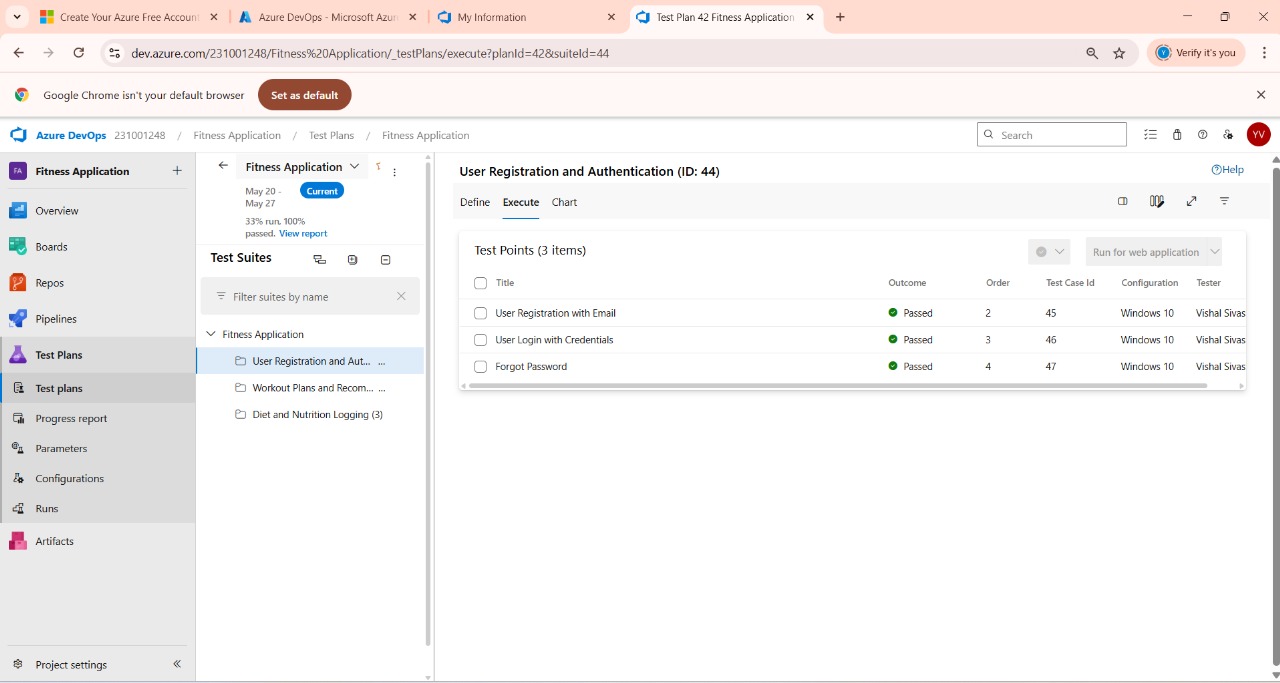 Create Your Azure Free Account
Azure DevOps - Microsoft Azur
My Information
Test Plan 42 Fitness Application
dev.azure.com/231001248/Fitness%20Application/_testPlans/execute?planId=42&suiteId=44
Verify it's you
Google Chrome isn't your default browser
Set as default
Azure DevOps 231001248 / Fitness Application / Test Plans / Fitness Application
Search
YV
FA
Fitness Application
Overview
Boards
Repos
Pipelines
Test Plans
Test plans
Progress report
Parameters
Configurations
Runs
Artifacts
Project settings
Fitness Application
May 20 -
May 27
Current
33% run, 100%
passed. View report
Test Suites
Filter suites by name
Fitness Application
User Registration and Aut... ...
Workout Plans and Recom... ...
Diet and Nutrition Logging (3)
User Registration and Authentication (ID: 44)
Help
Define Execute Chart
Test Points (3 items)
Run for web application
Title Outcome Order Test Case Id Configuration Tester
User Registration with Email Passed 2 45 Windows 10 Vishal Sivas
User Login with Credentials Passed 3 46 Windows 10 Vishal Sivas
Forgot Password Passed 4 47 Windows 10 Vishal Sivas